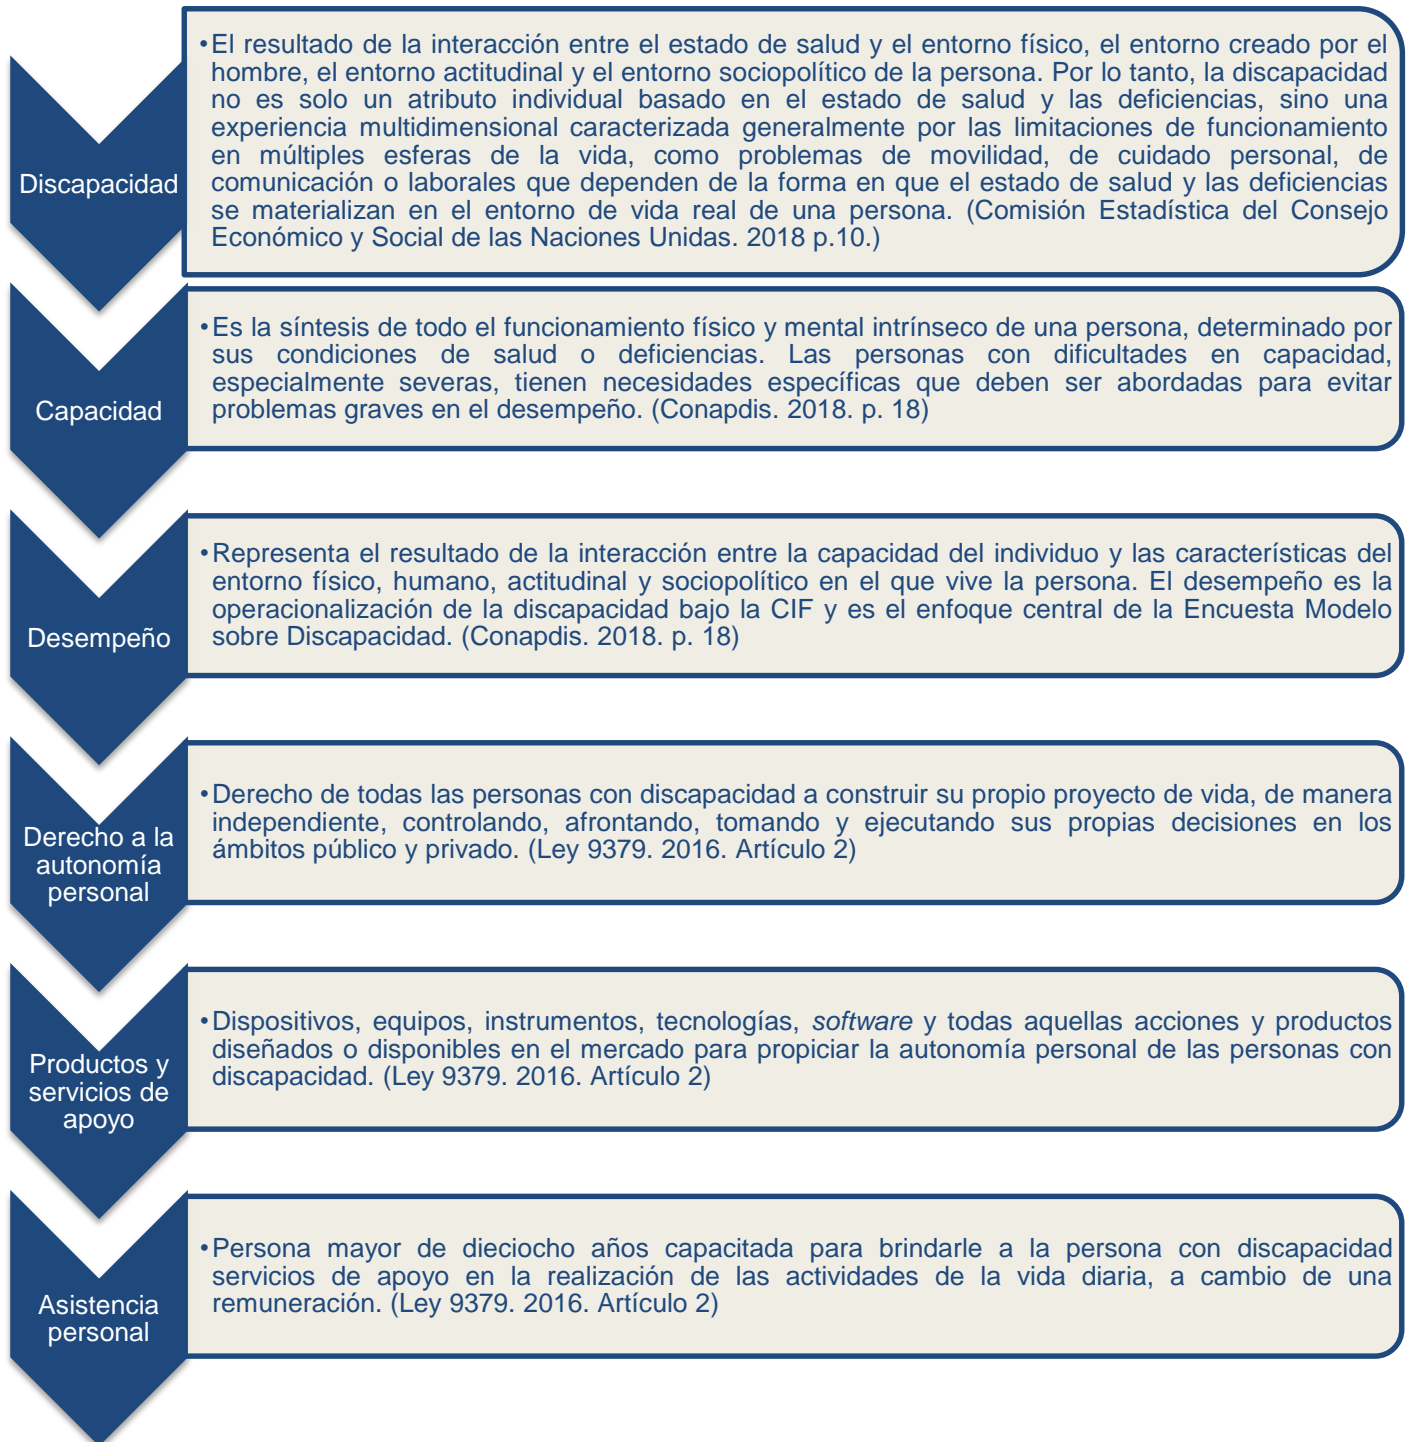 Discapacidad
•El resultado de la interacción entre el estado de salud y el entorno físico, el entorno creado por el
hombre, el entorno actitudinal y el entorno sociopolítico de la persona. Por lo tanto, la discapacidad
no es solo un atributo individual basado en el estado de salud y las deficiencias, sino una
experiencia multidimensional caracterizada generalmente por las limitaciones de funcionamiento
en múltiples esferas de la vida, como problemas de movilidad, de cuidado personal, de
comunicación o laborales que dependen de la forma en que el estado de salud y las deficiencias
se materializan en el entorno de vida real de una persona. (Comisión Estadística del Consejo
Económico y Social de las Naciones Unidas. 2018 p.10.)
Capacidad
•Es la síntesis de todo el funcionamiento físico y mental intrínseco de una persona, determinado por
sus condiciones de salud o deficiencias. Las personas con dificultades en capacidad,
especialmente severas, tienen necesidades específicas que deben ser abordadas para evitar
problemas graves en el desempeño. (Conapdis. 2018. p. 18)
Desempeño
•Representa el resultado de la interacción entre la capacidad del individuo y las características del
entorno físico, humano, actitudinal y sociopolítico en el que vive la persona. El desempeño es la
operacionalización de la discapacidad bajo la CIF y es el enfoque central de la Encuesta Modelo
sobre Discapacidad. (Conapdis. 2018. p. 18)
Derecho a la
autonomía
personal
•Derecho de todas las personas con discapacidad a construir su propio proyecto de vida, de manera
independiente, controlando, afrontando, tomando y ejecutando sus propias decisiones en los
ámbitos público y privado. (Ley 9379. 2016. Artículo 2)
Productos y
servicios de
apoyo
•Dispositivos, equipos, instrumentos, tecnologías, software y todas aquellas acciones y productos
diseñados o disponibles en el mercado para propiciar la autonomía personal de las personas con
discapacidad. (Ley 9379. 2016. Artículo 2)
Asistencia
personal
•Persona mayor de dieciocho años capacitada para brindarle a la persona con discapacidad
servicios de apoyo en la realización de las actividades de la vida diaria, a cambio de una
remuneración. (Ley 9379. 2016. Artículo 2)